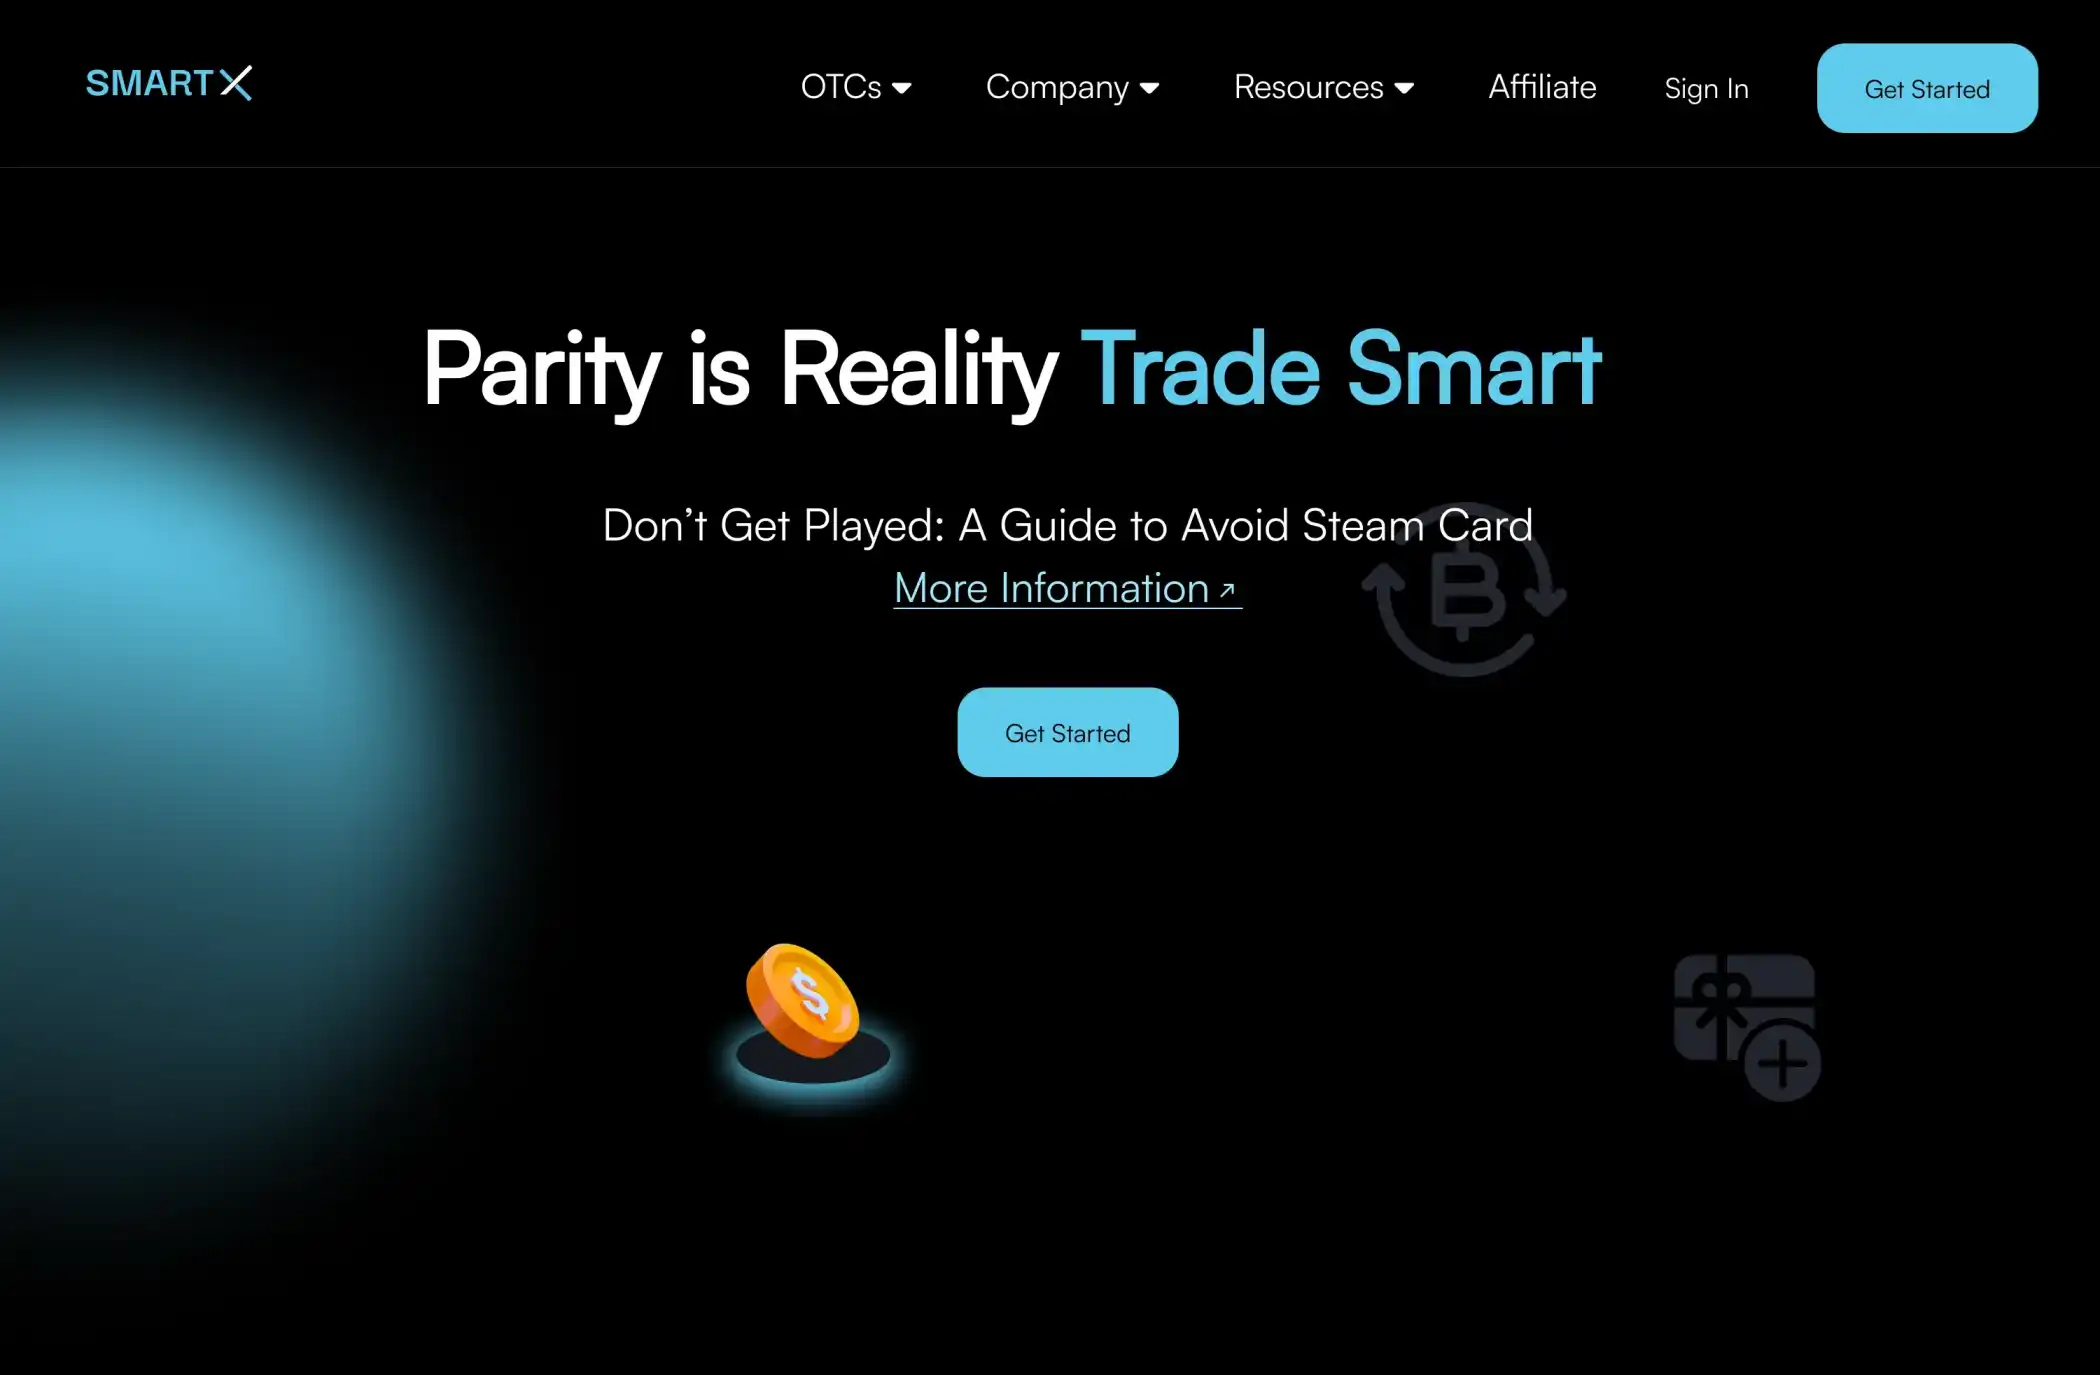 SMARTX
OTCs
Company
Resources
Affiliate
Sign In
Get Started
Parity is Reality Trade Smart
Don’t Get Played: A Guide to Avoid Steam Card
More Information ↗
Get Started